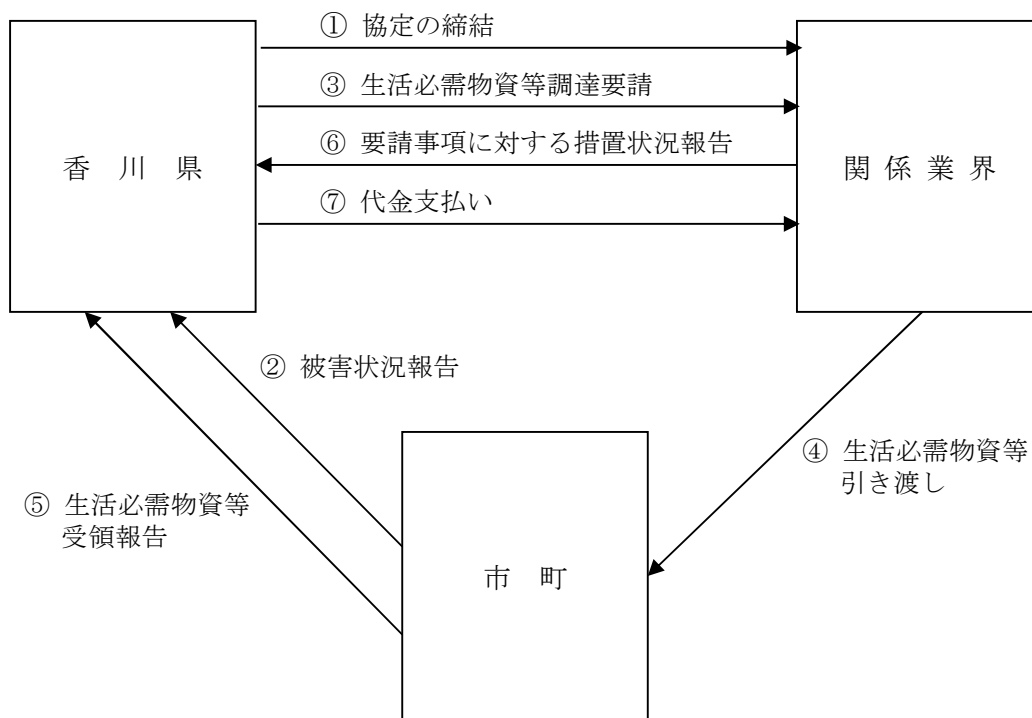 ① 協定の締結
③ 生活必需物資等調達要請
⑥ 要請事項に対する措置状況報告
香 川 県
関 係 業 界
⑦ 代金支払い
② 被害状況報告
④ 生活必需物資等
引き渡し
⑤ 生活必需物資等
受領報告
市 町